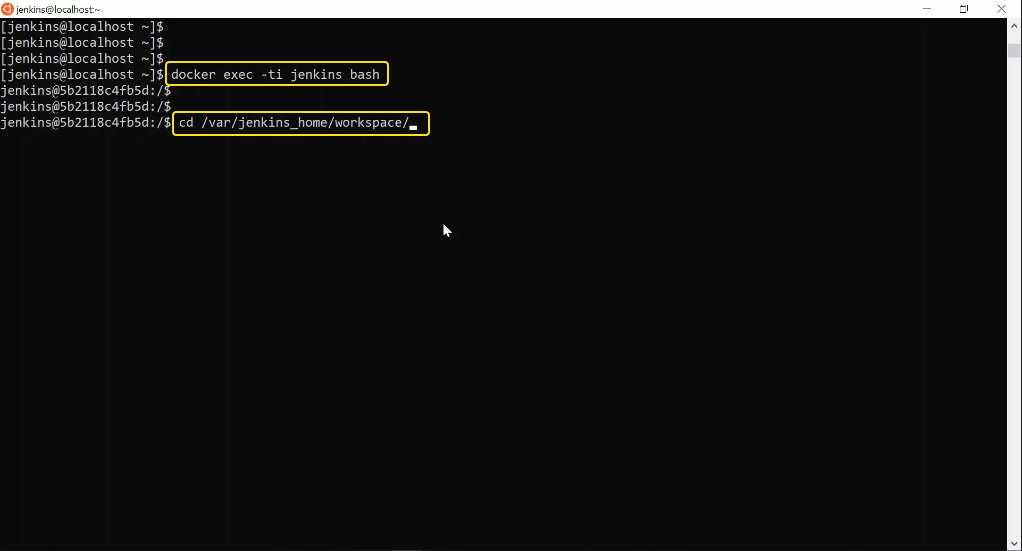 jenkins@localhost:~
[jenkins@localhost ~]$
[jenkins@localhost ~]$
[jenkins@localhost ~]$
[jenkins@localhost ~]$ docker exec -ti jenkins bash
jenkins@5b2118c4fb5d:/$
jenkins@5b2118c4fb5d:/$
jenkins@5b2118c4fb5d:/$ cd /var/jenkins_home/workspace/